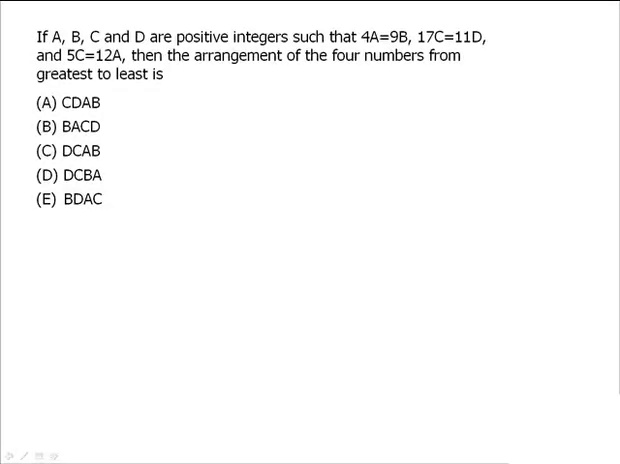 If A, B, C and D are positive integers such that 4A=9B, 17C=11D,
and 5C=12A, then the arrangement of the four numbers from
greatest to least is
(A) CDAB
(B) BACD
(C) DCAB
(D) DCBA
(E) BDAC